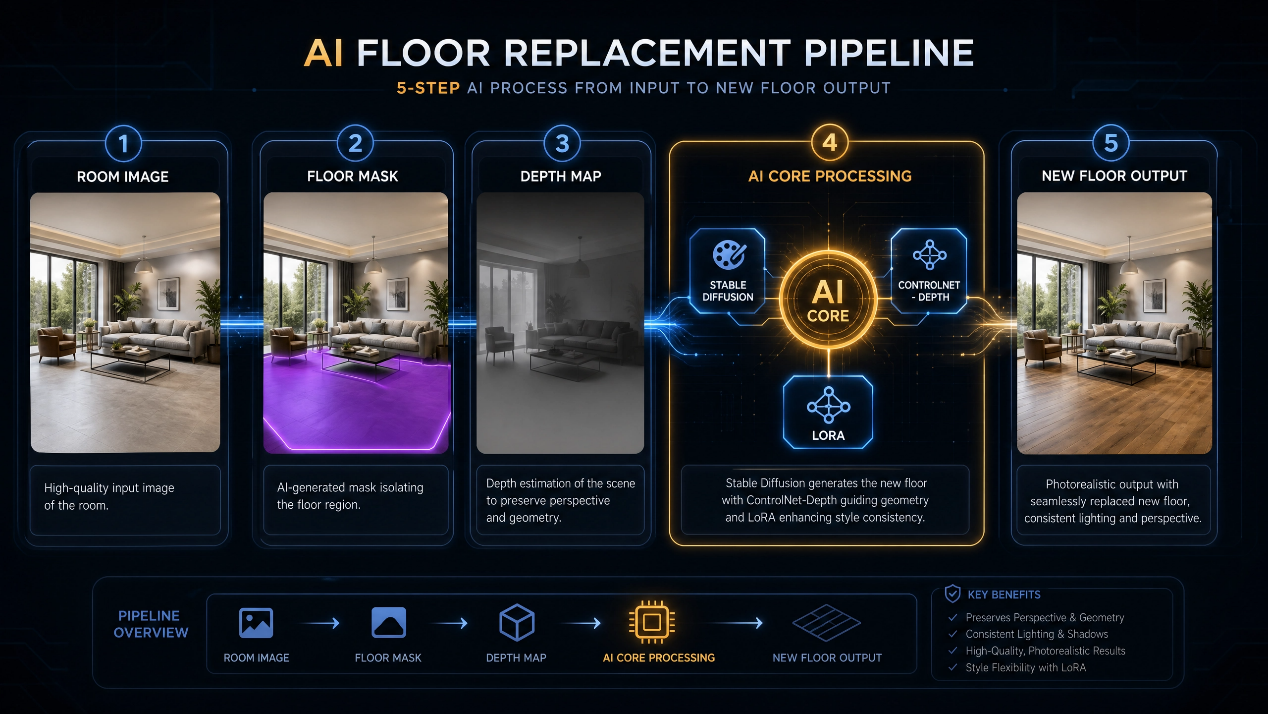 AI FLOOR REPLACEMENT PIPELINE
5-STEP AI PROCESS FROM INPUT TO NEW FLOOR OUTPUT
1
ROOM IMAGE
High-quality input image
of the room.
2
FLOOR MASK
AI-generated mask isolating
the floor region.
3
DEPTH MAP
Depth estimation of the scene
to preserve perspective
and geometry.
4
AI CORE PROCESSING
STABLE
DIFFUSION
AI
CORE
CONTROLNET
- DEPTH
LORA
Stable Diffusion generates the new floor
with ControlNet-Depth guiding geometry
and LoRA enhancing style consistency.
5
NEW FLOOR OUTPUT
Photorealistic output with
seamlessly replaced new floor,
consistent lighting and perspective.
PIPELINE
OVERVIEW
ROOM IMAGE
FLOOR MASK
DEPTH MAP
AI CORE PROCESSING
NEW FLOOR OUTPUT
KEY BENEFITS
Preserves Perspective & Geometry
Consistent Lighting & Shadows
High-Quality, Photorealistic Results
Style Flexibility with LoRA